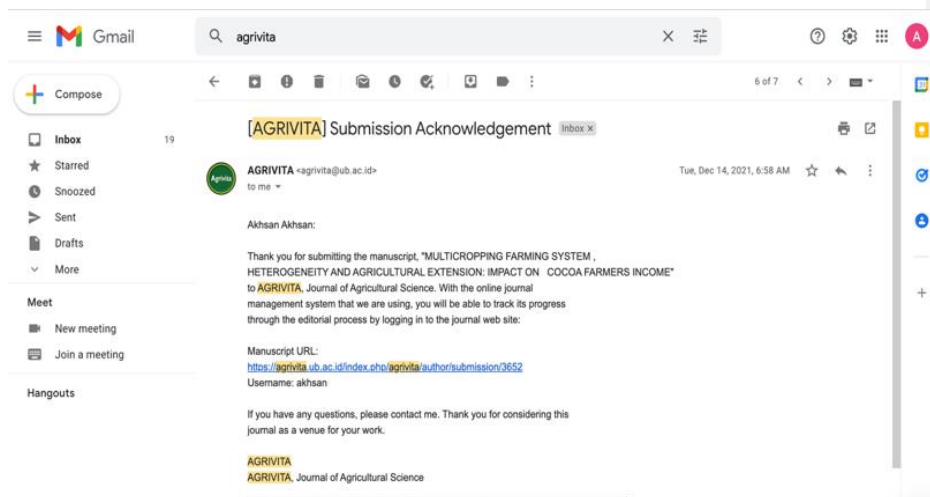 Gmail
agrivita
A
Compose
6 of 7
[AGRIVITA] Submission Acknowledgement Inbox x
Inbox 19
Starred
Snoozed
Sent
Drafts
More
Meet
New meeting
Join a meeting
Hangouts
Agrivita
AGRIVITA <agrivita@ub.ac.id> Tue, Dec 14, 2021, 6:58 AM
to me
Akhsan Akhsan:
Thank you for submitting the manuscript, "MULTICROPPING FARMING SYSTEM ,
HETEROGENEITY AND AGRICULTURAL EXTENSION: IMPACT ON COCOA FARMERS INCOME"
to AGRIVITA, Journal of Agricultural Science. With the online journal
management system that we are using, you will be able to track its progress
through the editorial process by logging in to the journal web site:
Manuscript URL:
https://agrivita.ub.ac.id/index.php/agrivita/author/submission/3652
Username: akhsan
If you have any questions, please contact me. Thank you for considering this
journal as a venue for your work.
AGRIVITA
AGRIVITA, Journal of Agricultural Science